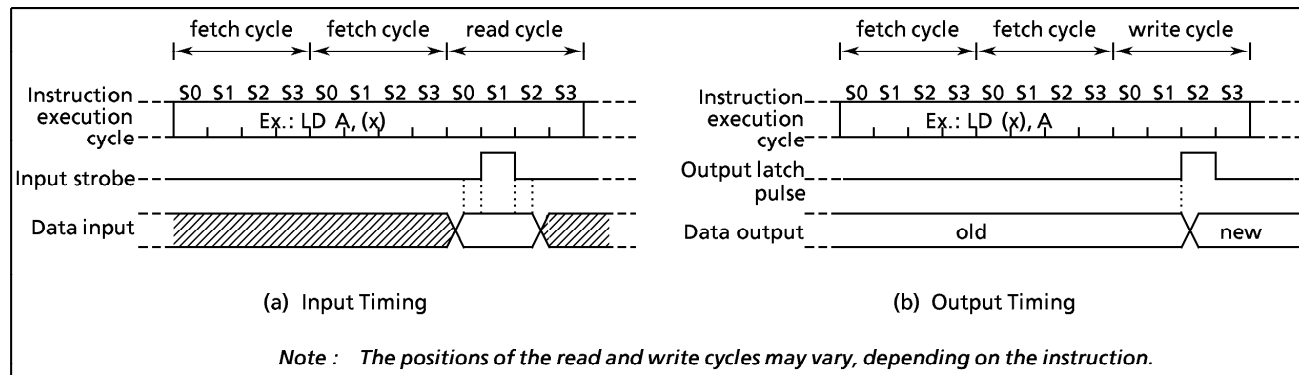 fetch cycle fetch cycle read cycle
S0 S1 S2 S3 S0 S1 S2 S3 S0 S1 S2 S3
Instruction
execution
cycle
Ex.: LD A, (x)
Input strobe
Data input
(a) Input Timing
fetch cycle fetch cycle write cycle
S0 S1 S2 S3 S0 S1 S2 S3 S0 S1 S2 S3
Instruction
execution
cycle
Ex.: LD (x), A
Output latch
pulse
Data output
old
new
(b) Output Timing
Note : The positions of the read and write cycles may vary, depending on the instruction.